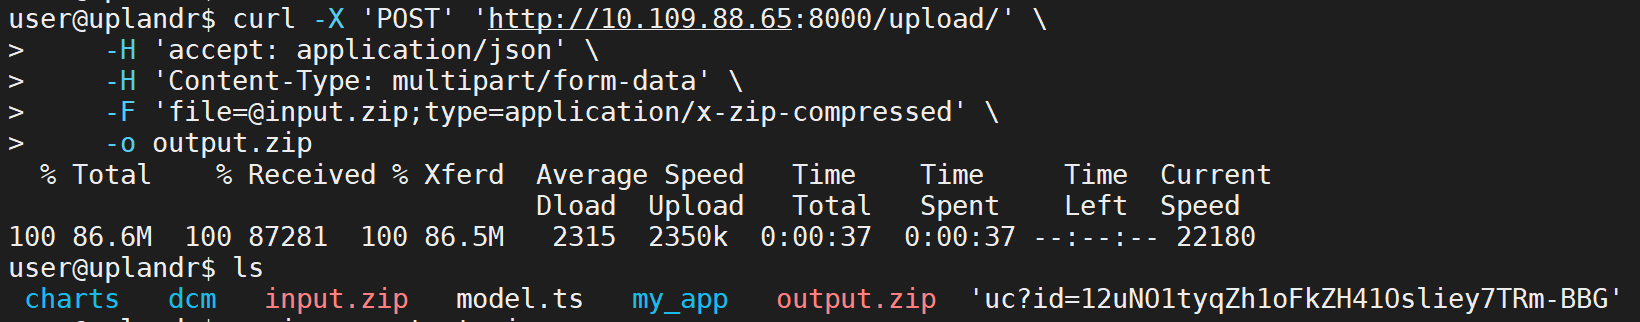 user@uplandr$ curl -X 'POST' 'http://10.109.88.65:8000/upload/' \
>     -H 'accept: application/json' \
>     -H 'Content-Type: multipart/form-data' \
>     -F 'file=@input.zip;type=application/x-zip-compressed' \
>     -o output.zip
  % Total    % Received % Xferd  Average Speed   Time    Time     Time  Current
                                 Dload  Upload   Total   Spent    Left  Speed
100 86.6M  100 87281  100 86.5M   2315  2350k  0:00:37  0:00:37 --:--:-- 22180
user@uplandr$ ls
 charts   dcm   input.zip   model.ts   my_app   output.zip  'uc?id=12uNO1tyqZh1oFkZH41Osliey7TRm-BBG'